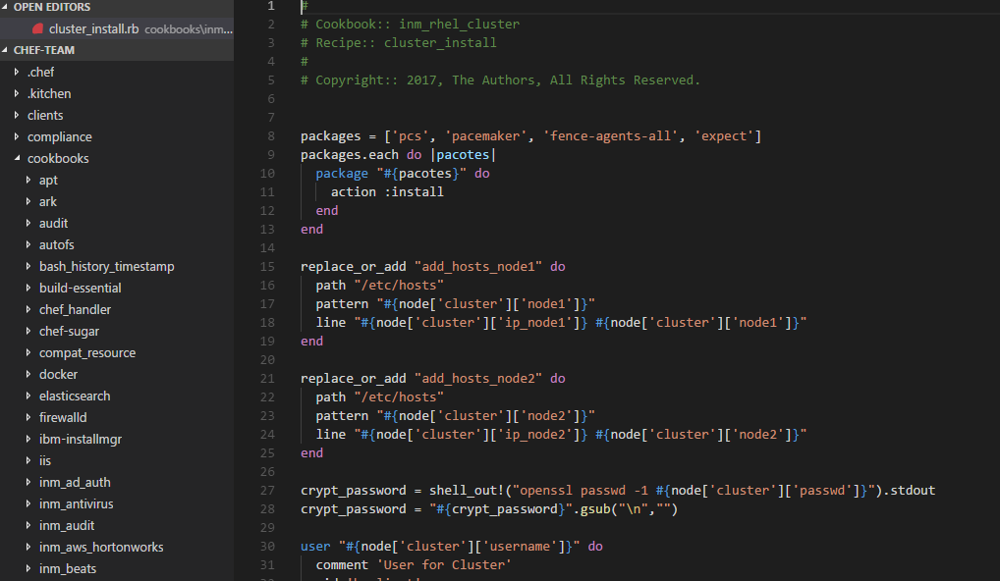 OPEN EDITORS
cluster_install.rb cookbooks\inm...
CHEF-TEAM
.chef
.kitchen
clients
compliance
cookbooks
apt
ark
audit
autofs
bash_history_timestamp
build-essential
chef_handler
chef-sugar
compat_resource
docker
elasticsearch
firewalld
ibm-installmgr
iis
inm_ad_auth
inm_antivirus
inm_audit
inm_aws_hortonworks
inm_beats
1 #
2 # Cookbook:: inm_rhel_cluster
3 # Recipe:: cluster_install
4 #
5 # Copyright:: 2017, The Authors, All Rights Reserved.
6
7
8 packages = ['pcs', 'pacemaker', 'fence-agents-all', 'expect']
9 packages.each do |pacotes|
10   package "#{pacotes}" do
11     action :install
12   end
13 end
14
15 replace_or_add "add_hosts_node1" do
16   path "/etc/hosts"
17   pattern "#{node['cluster']['node1']}"
18   line "#{node['cluster']['ip_node1']} #{node['cluster']['node1']}"
19 end
20
21 replace_or_add "add_hosts_node2" do
22   path "/etc/hosts"
23   pattern "#{node['cluster']['node2']}"
24   line "#{node['cluster']['ip_node2']} #{node['cluster']['node2']}"
25 end
26
27 crypt_password = shell_out!("openssl passwd -1 #{node['cluster']['passwd']}").stdout
28 crypt_password = "#{crypt_password}".gsub("\n","")
29
30 user "#{node['cluster']['username']}" do
31   comment 'User for Cluster'